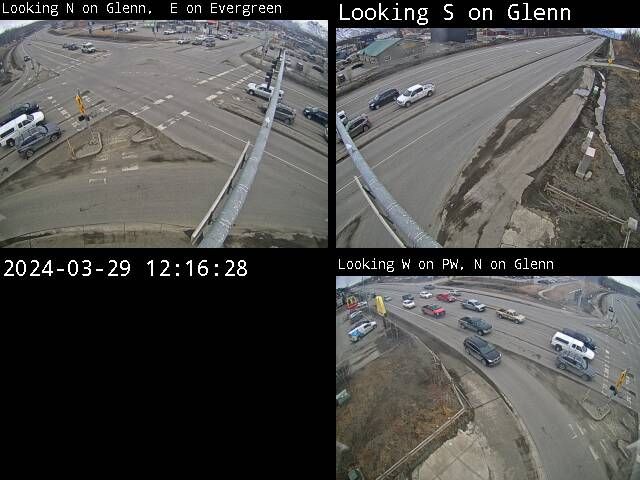 Looking N on Glenn, E on Evergreen
Looking S on Glenn
2024-03-29 12:16:28
Looking W on PW, N on Glenn